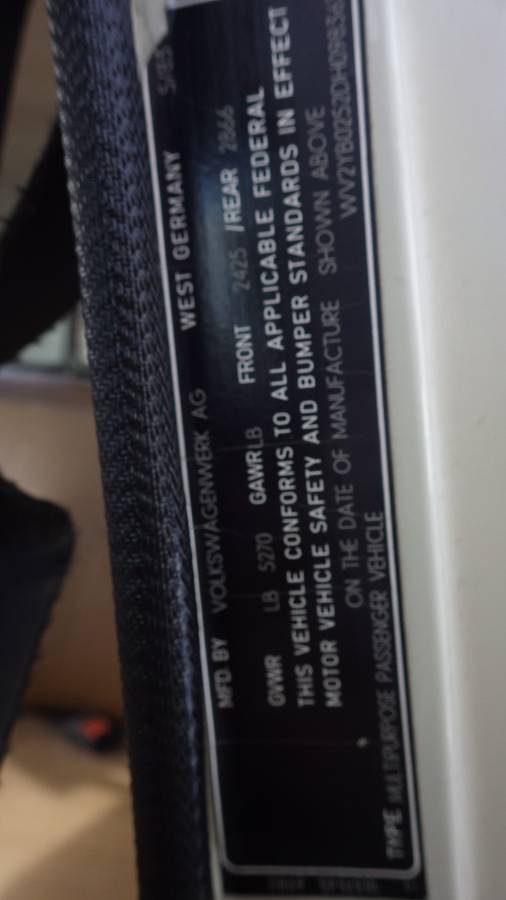 MFD BY VOLKSWAGENWERK AG WEST GERMANY 5/83
GVWR LB 5270 GAWR LB FRONT 2425 /REAR 2866
THIS VEHICLE CONFORMS TO ALL APPLICABLE FEDERAL
MOTOR VEHICLE SAFETY AND BUMPER STANDARDS IN EFFECT
ON THE DATE OF MANUFACTURE SHOWN ABOVE
TYPE MULTIPURPOSE PASSENGER VEHICLE